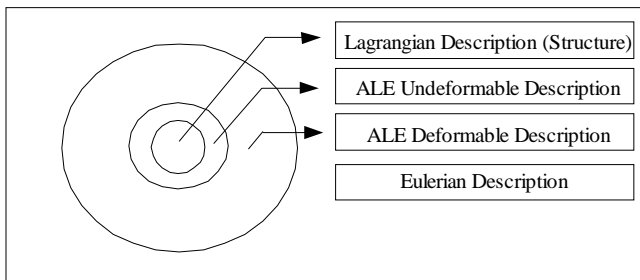 Lagrangian Description (Structure)
ALE Undeformable Description
ALE Deformable Description
Eulerian Description